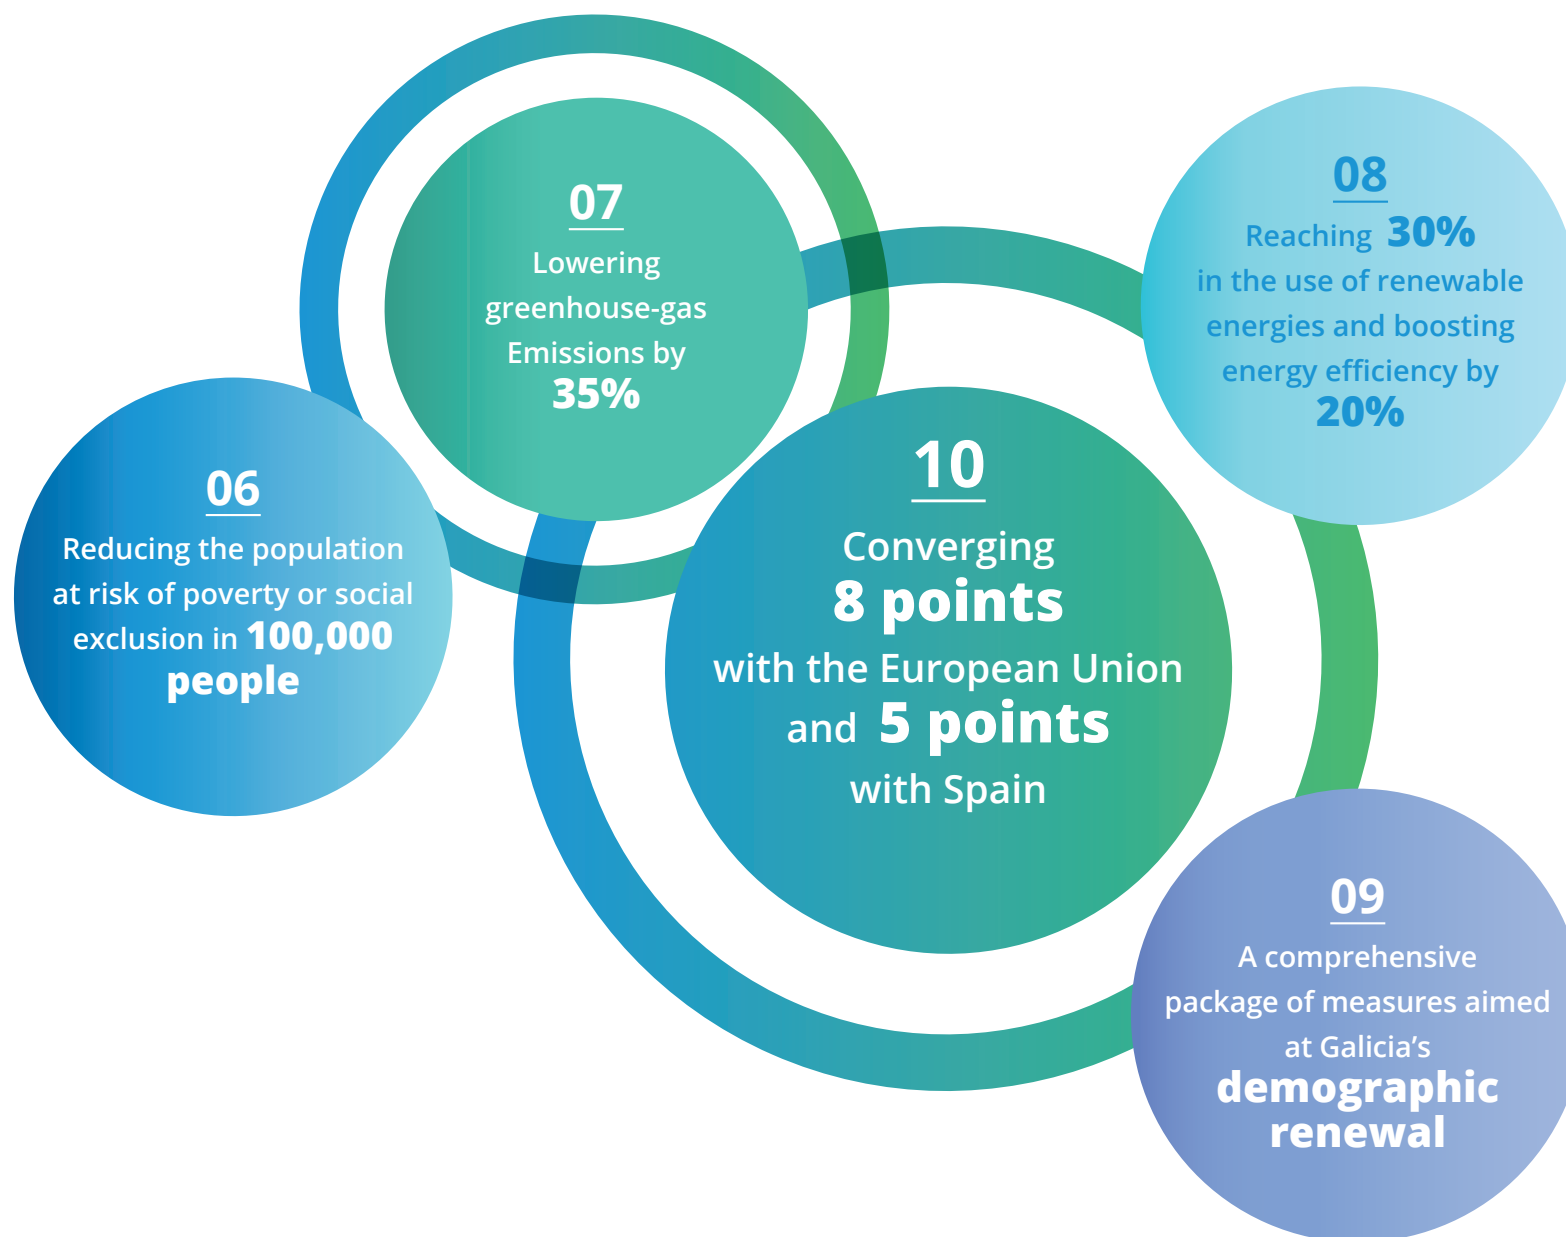 06
Reducing the population
at risk of poverty or social
exclusion in 100,000
people
07
Lowering
greenhouse-gas
Emissions by
35%
08
Reaching 30%
in the use of renewable
energies and boosting
energy efficiency by
20%
09
A comprehensive
package of measures aimed
at Galicia’s
demographic
renewal
10
Converging
8 points
with the European Union
and 5 points
with Spain